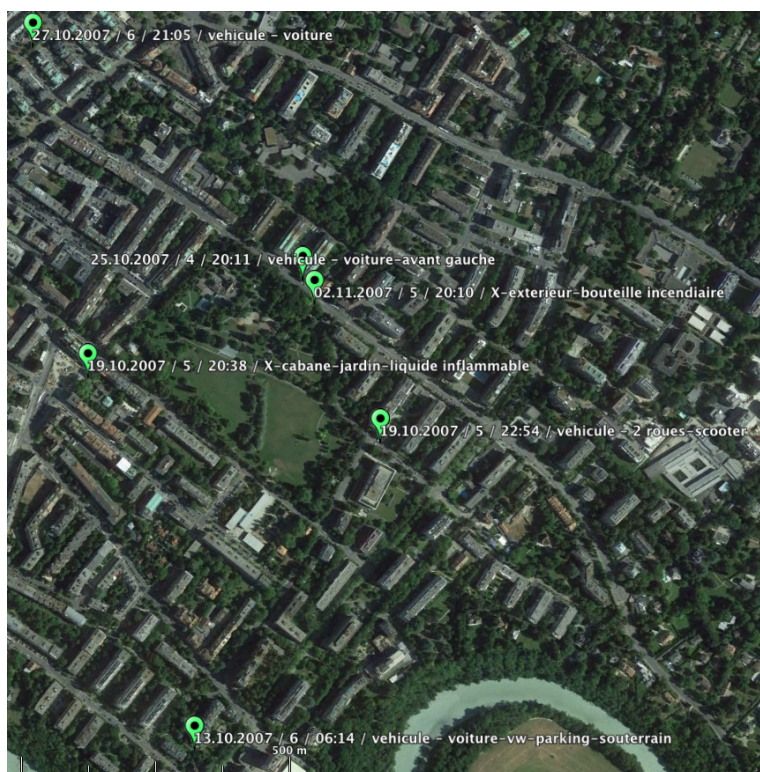 27.10.2007 / 6 / 21:05 / vehicule - voiture
25.10.2007 / 4 / 20:11 / vehicule - voiture-avant gauche
02.11.2007 / 5 / 20:10 / X-exterieur-bouteille incendiaire
19.10.2007 / 5 / 20:38 / X-cabane-jardin-liquide inflammable
19.10.2007 / 5 / 22:54 / vehicule - 2 roues-scooter
13.10.2007 / 6 / 06:14 / vehicule - voiture-vw-parking-souterrain
500 m